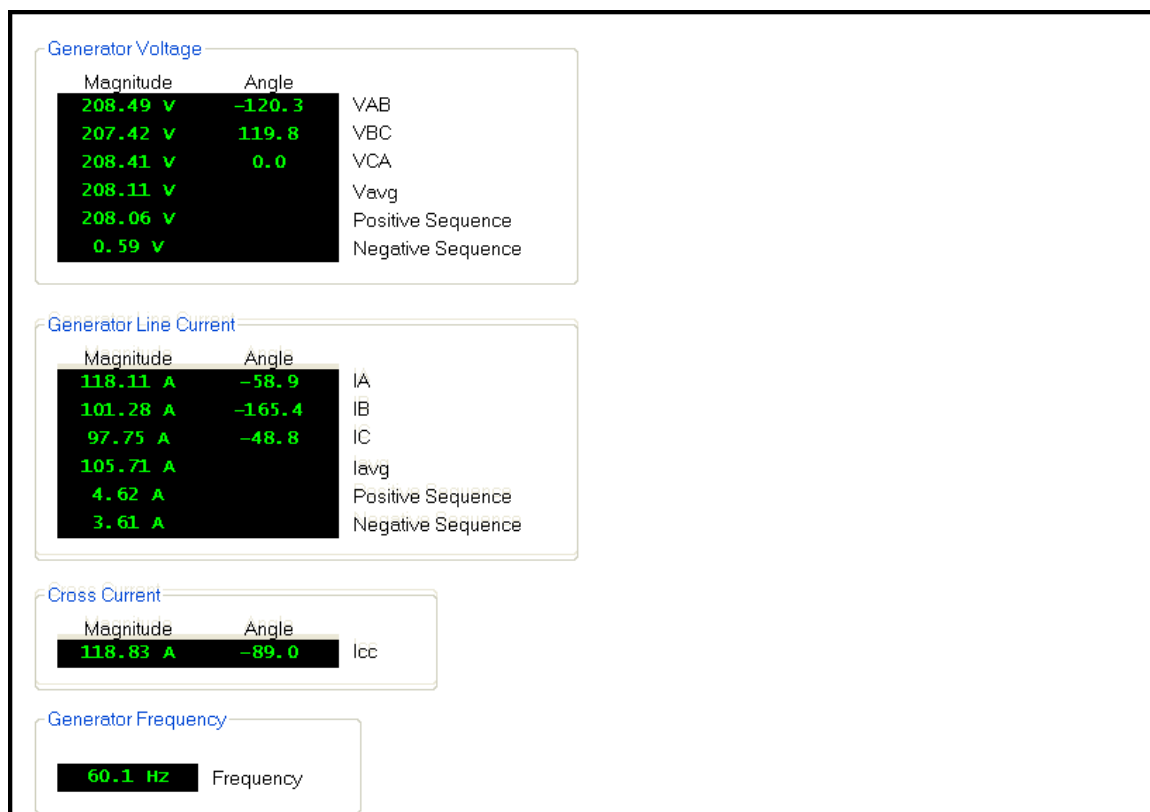 Generator Voltage
Magnitude Angle
208.49 V -120.3 VAB
207.42 V 119.8 VBC
208.41 V 0.0 VCA
208.11 V Vavg
208.06 V Positive Sequence
0.59 V Negative Sequence
Generator Line Current
Magnitude Angle
118.11 A -58.9 IA
101.28 A -165.4 IB
97.75 A -48.8 IC
105.71 A Iavg
4.62 A Positive Sequence
3.61 A Negative Sequence
Cross Current
Magnitude Angle
118.83 A -89.0 Icc
Generator Frequency
60.1 Hz Frequency